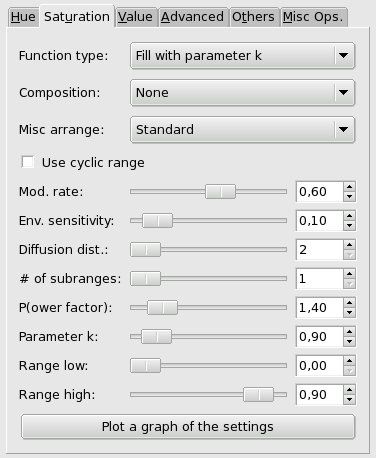 Hue Saturation Value Advanced Others Misc Ops.
Function type: Fill with parameter k
Composition: None
Misc arrange: Standard
Use cyclic range
Mod. rate: 0,60
Env. sensitivity: 0,10
Diffusion dist.: 2
# of subranges: 1
P(ower factor): 1,40
Parameter k: 0,90
Range low: 0,00
Range high: 0,90
Plot a graph of the settings